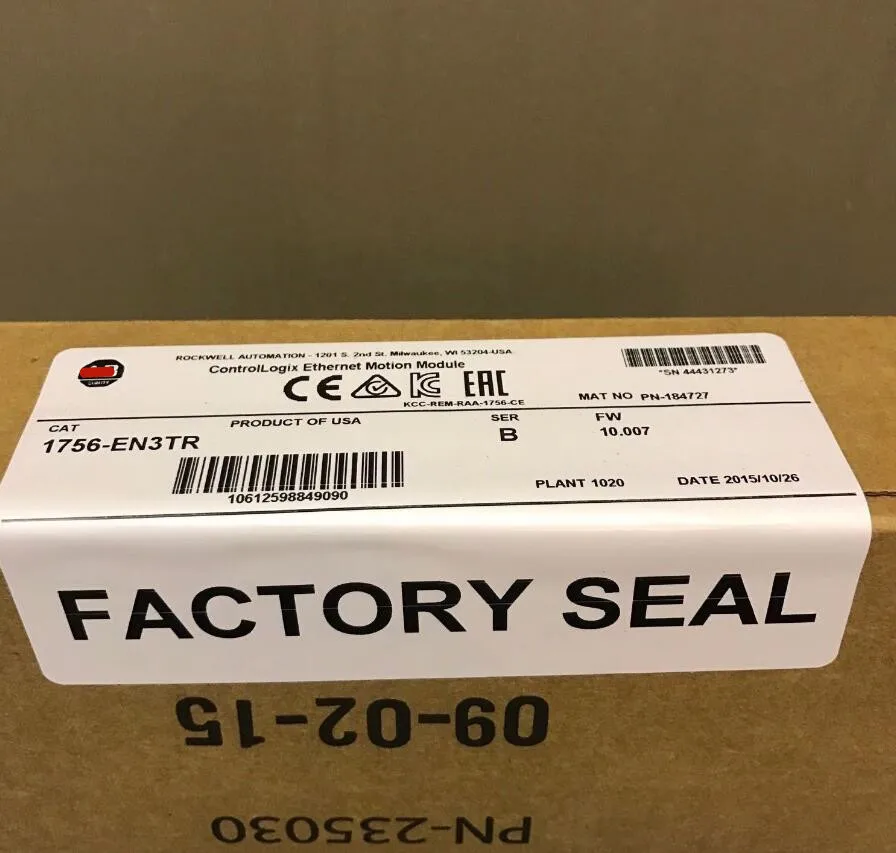 ROCKWELL AUTOMATION - 1201 S. 2nd St. Milwaukee, WI 53204-USA
ControlLogix Ethernet Motion Module
QUALITY
CE
EAC
KCC-REM-RAA-1756-CE
*SN 44431273*
MAT NO PN-184727
CAT
1756-EN3TR
PRODUCT OF USA
SER
B
FW
10.007
10612598849090
PLANT 1020
DATE 2015/10/26
FACTORY SEAL
09-02-15
PN-235030